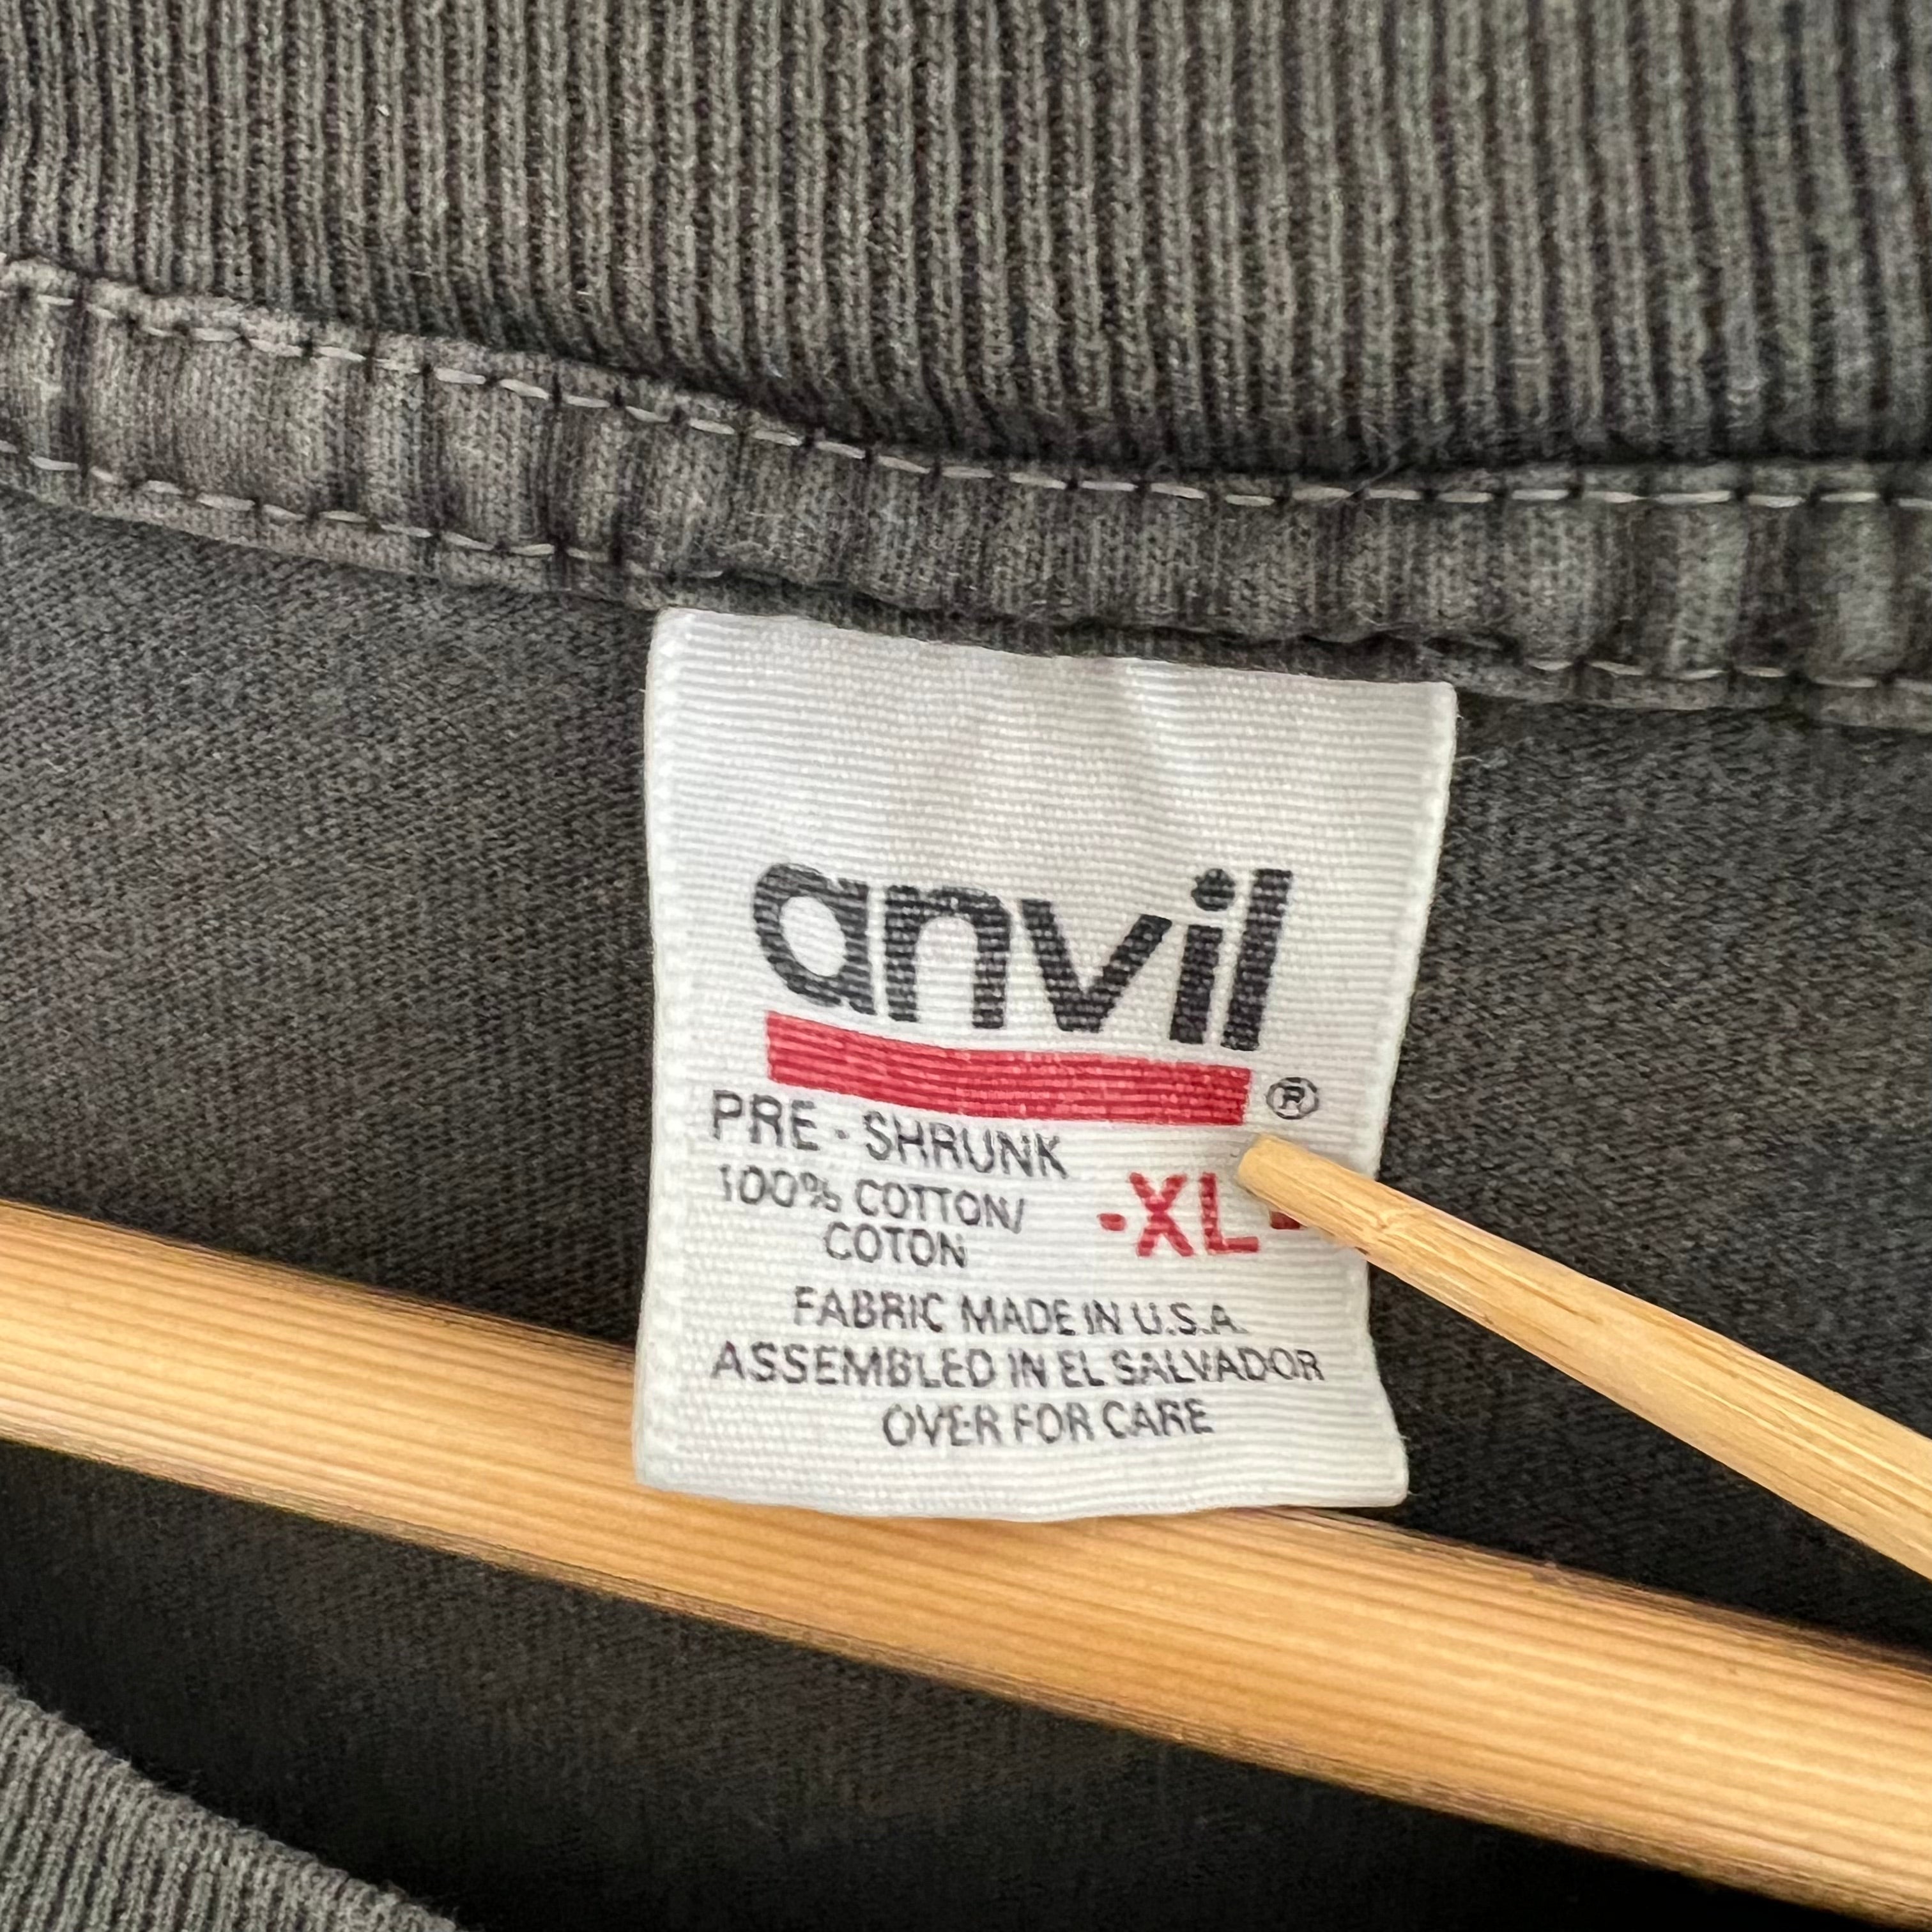 anvil
®
PRE - SHRUNK
100% COTTON/
COTON
-XL-
FABRIC MADE IN U.S.A.
ASSEMBLED IN EL SALVADOR
OVER FOR CARE